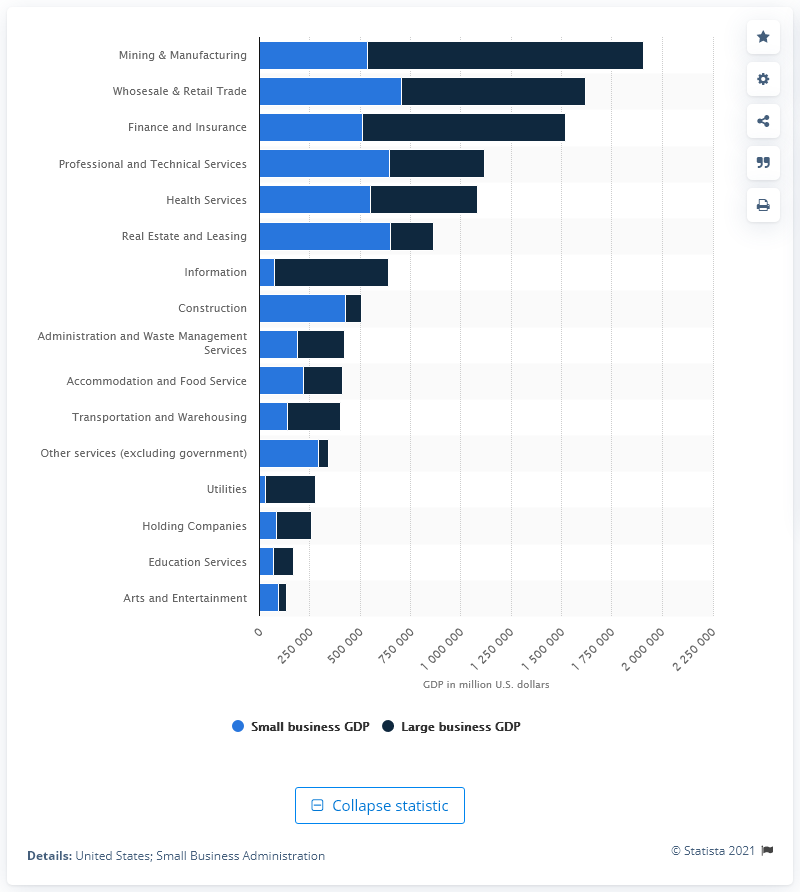 Mining & Manufacturing
Whosesale & Retail Trade
Finance and Insurance
Professional and Technical Services
Health Services
Real Estate and Leasing
Information
Construction
Administration and Waste Management
Services
Accommodation and Food Service
Transportation and Warehousing
Other services (excluding government)
Utilities
Holding Companies
Education Services
Arts and Entertainment
0
250 000
500 000
750 000
1 000 000
1 250 000
1 500 000
1 750 000
2 000 000
2 250 000
GDP in million U.S. dollars
Small business GDP
Large business GDP
Collapse statistic
© Statista 2021
Details: United States; Small Business Administration